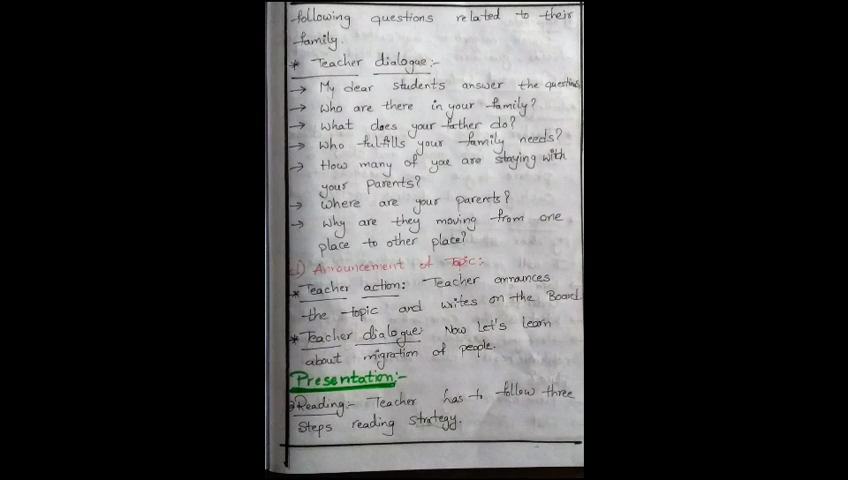 following questions related to their
family.
* Teacher dialogue:-
→ My dear students answer the questions
→ Who are there in your family?
→ What does your father do?
→ Who fulfills your family needs?
→ How many of yoe are staying with
your parents?
→ Where are your parents?
→ Why are they moving from one
place to other place?
d) Announcement of Topic:-
* Teacher action: Teacher announces
the topic and writes on the Board
* Teacher dialogue: Now Let's learn
about migration of people.
Presentation:-
Reading:- Teacher has to follow three
steps reading strategy.